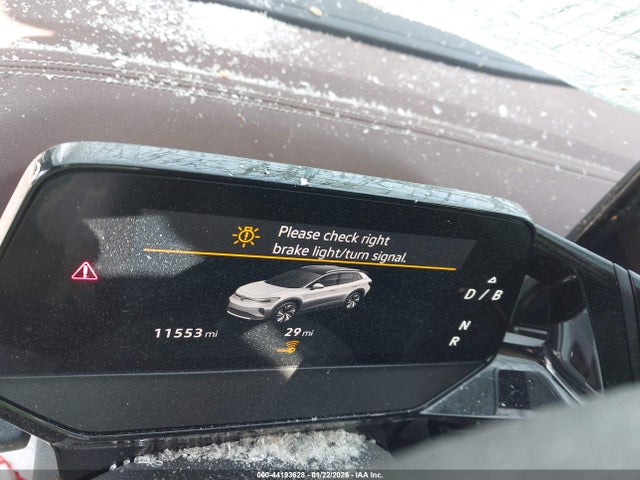 Please check right
brake light/turn signal.
D / B
11553 mi
29 mi
N
R
© 000-44193628 - 01/22/2026 - IAA, Inc.